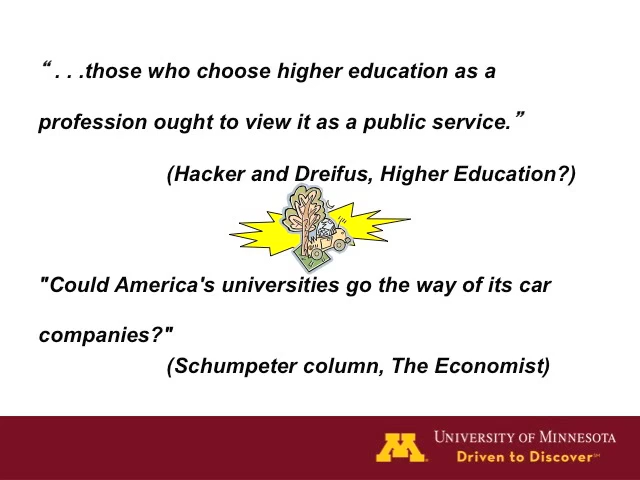 “. . .those who choose higher education as a
profession ought to view it as a public service.”
(Hacker and Dreifus, Higher Education?)
"Could America's universities go the way of its car
companies?"
(Schumpeter column, The Economist)
M
UNIVERSITY OF MINNESOTA
Driven to Discover℠